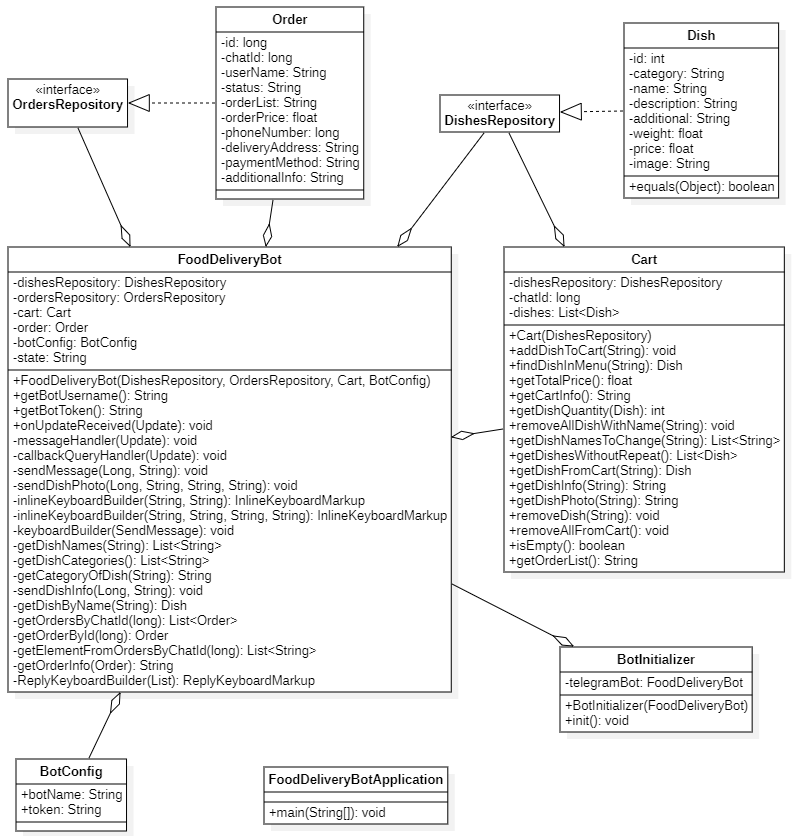 Order
-id: long
-chatId: long
-userName: String
-status: String
-orderList: String
-orderPrice: float
-phoneNumber: long
-deliveryAddress: String
-paymentMethod: String
-additionalInfo: String
Dish
-id: int
-category: String
-name: String
-description: String
-additional: String
-weight: float
-price: float
-image: String
+equals(Object): boolean
«interface»
OrdersRepository
«interface»
DishesRepository
FoodDeliveryBot
-dishesRepository: DishesRepository
-ordersRepository: OrdersRepository
-cart: Cart
-order: Order
-botConfig: BotConfig
-state: String
+FoodDeliveryBot(DishesRepository, OrdersRepository, Cart, BotConfig)
+getBotUsername(): String
+getBotToken(): String
+onUpdateReceived(Update): void
-messageHandler(Update): void
-callbackQueryHandler(Update): void
-sendMessage(Long, String): void
-sendDishPhoto(Long, String, String, String): void
-inlineKeyboardBuilder(String, String): InlineKeyboardMarkup
-inlineKeyboardBuilder(String, String, String, String): InlineKeyboardMarkup
-keyboardBuilder(SendMessage): void
-getDishNames(String): List<String>
-getDishCategories(): List<String>
-getCategoryOfDish(String): String
-sendDishInfo(Long, String): void
-getDishByName(String): Dish
-getOrdersByChatId(long): List<Order>
-getOrderById(long): Order
-getElementFromOrdersByChatId(long): List<String>
-getOrderInfo(Order): String
-ReplyKeyboardBuilder(List): ReplyKeyboardMarkup
Cart
-dishesRepository: DishesRepository
-chatId: long
-dishes: List<Dish>
+Cart(DishesRepository)
+addDishToCart(String): void
+findDishInMenu(String): Dish
+getTotalPrice(): float
+getCartInfo(): String
+getDishQuantity(Dish): int
+removeAllDishWithName(String): void
+getDishNamesToChange(String): List<String>
+getDishesWithoutRepeat(): List<Dish>
+getDishFromCart(String): Dish
+getDishInfo(String): String
+getDishPhoto(String): String
+removeDish(String): void
+removeAllFromCart(): void
+isEmpty(): boolean
+getOrderList(): String
BotInitializer
-telegramBot: FoodDeliveryBot
+BotInitializer(FoodDeliveryBot)
+init(): void
BotConfig
+botName: String
+token: String
FoodDeliveryBotApplication
+main(String[]): void